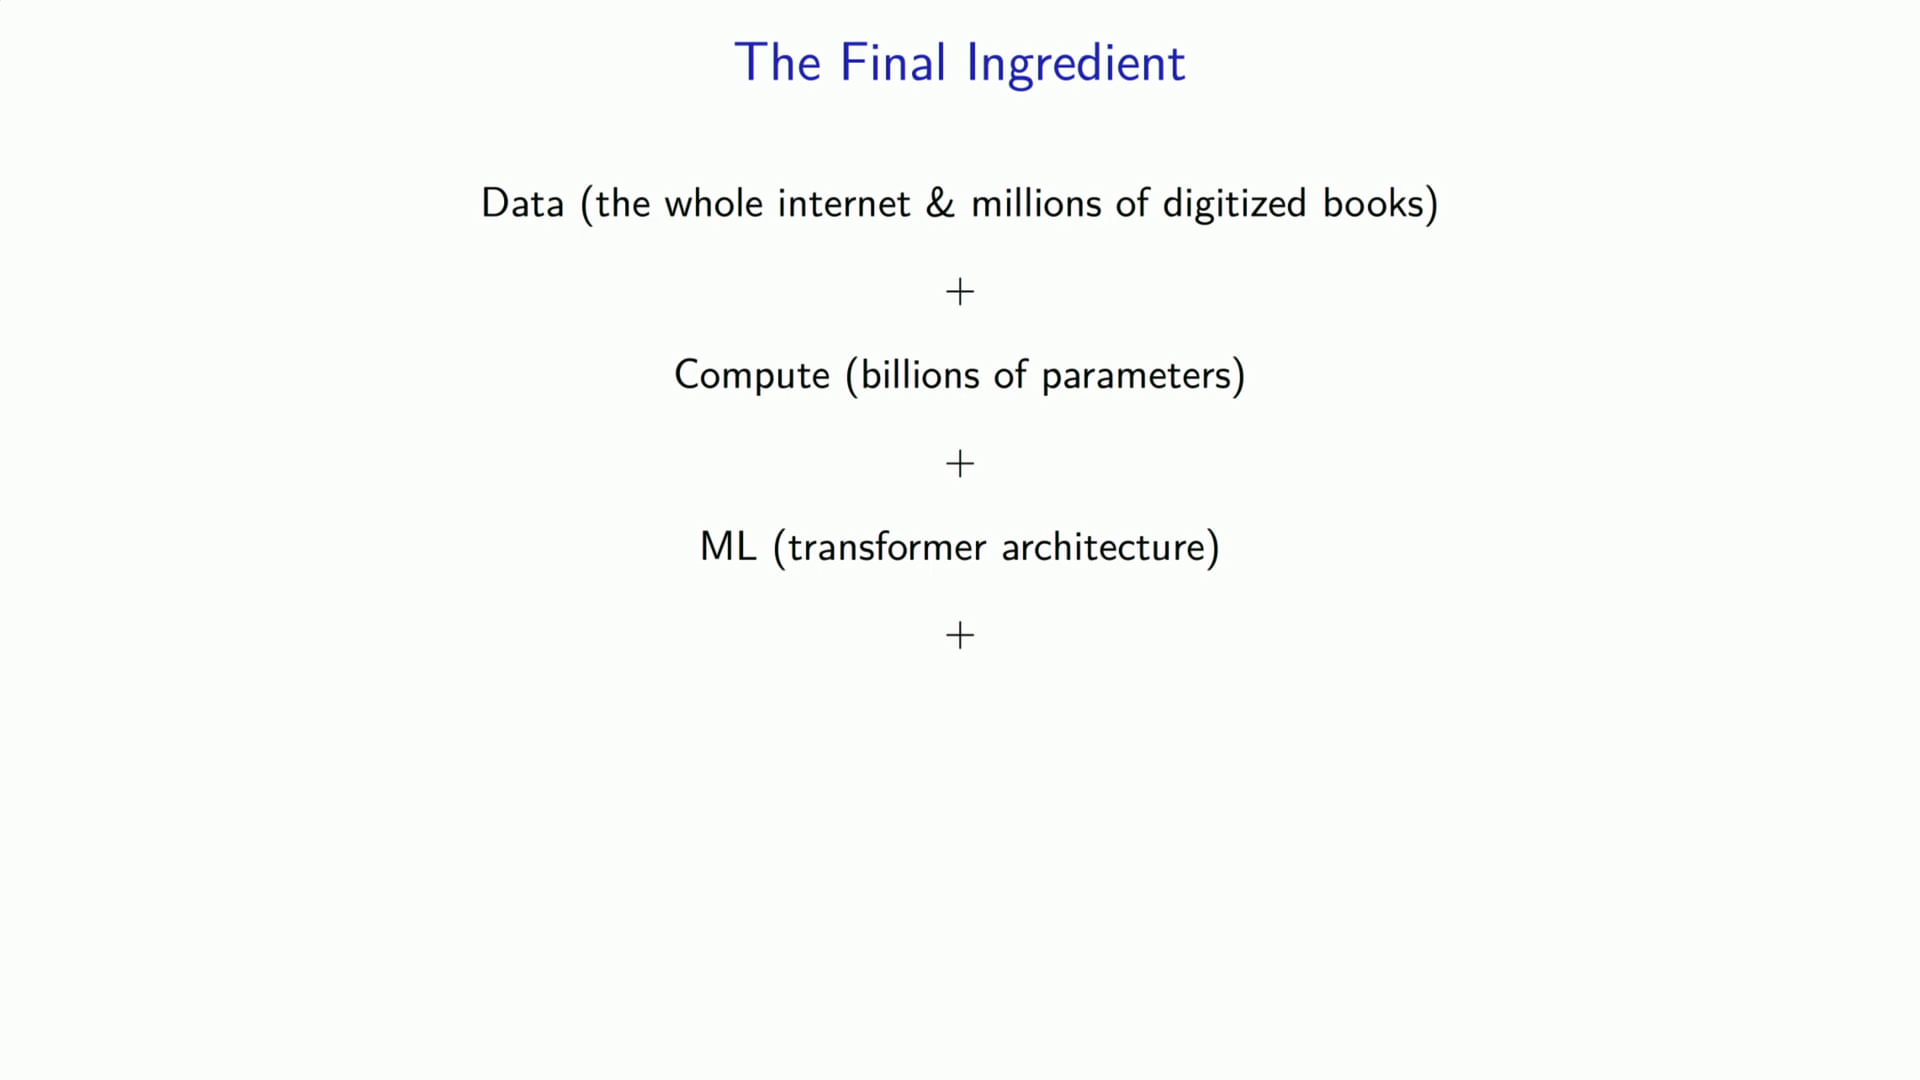 The Final Ingredient
Data (the whole internet & millions of digitized books)
+
Compute (billions of parameters)
+
ML (transformer architecture)
+